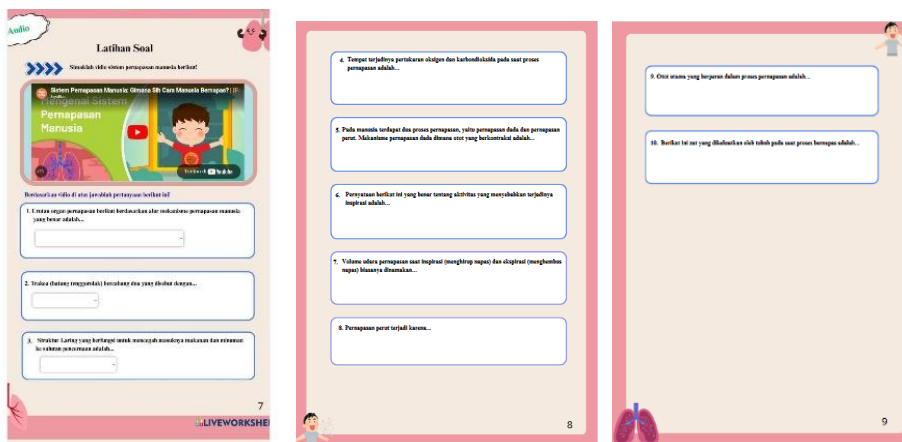 Audio
Latihan Soal
Simaklah vidio sistem pernapasan manusia berikut!
Sistem Pernapasan Manusia: Gimana Sih Cara Manusia Bernapas? |
Mengenal Sistem
Pernapasan
Manusia
YouTube
Berdasarkan vidio di atas jawablah pertanyaan berikut ini!
1. Urutan organ pernapasan berikut berdasarkan alur mekanisme pernapasan manusia
yang benar adalah...
2. Trakea (batang tenggorokak) bercabang dua yang disebut dengan...
3. Struktur Laring yang berfungsi untuk mencegah masuknya makanan dan minuman
ke saluran pencernaan adalah...
7
LIVEWORKSHE
4. Tempat terjadinya pertukaran oksigen dan karbondioksida pada saat proses
pernapasan adalah...
5. Pada manusia terdapat dua proses pernapasan, yaitu pernapasan dada dan pernapasan
perut. Mekanisme pernapasan dada dimana otot yang berkontraksi adalah...
6. Pernyataan berikut ini yang benar tentang aktivitas yang menyebabkan terjadinya
inspirasi adalah...
7. Volume udara pernapasan saat inspirasi (menghirup napas) dan ekspirasi (menghembus
napas) biasanya dinamakan...
8. Pernapasan perut terjadi karena...
8
9. Otot utama yang berperan dalam proses pernapasan adalah...
10. Berikut ini zat yang dikeluarkan oleh tubuh pada saat proses bernapas adalah...
9